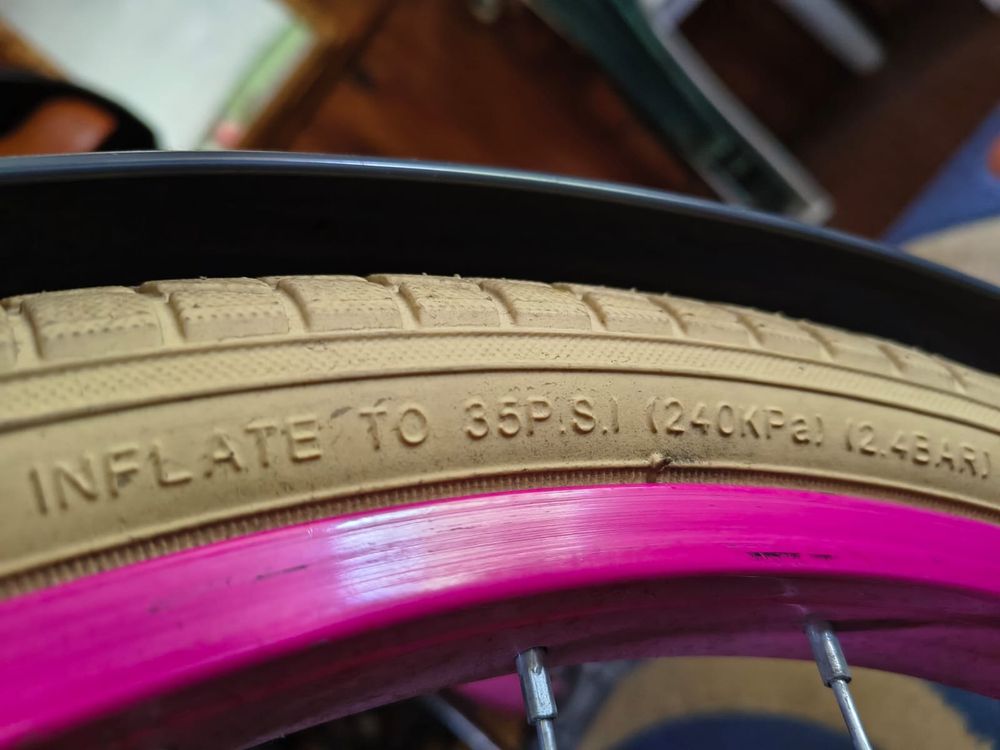 INFLATE TO 35P.S.I (240KPa) (2.4BAR)